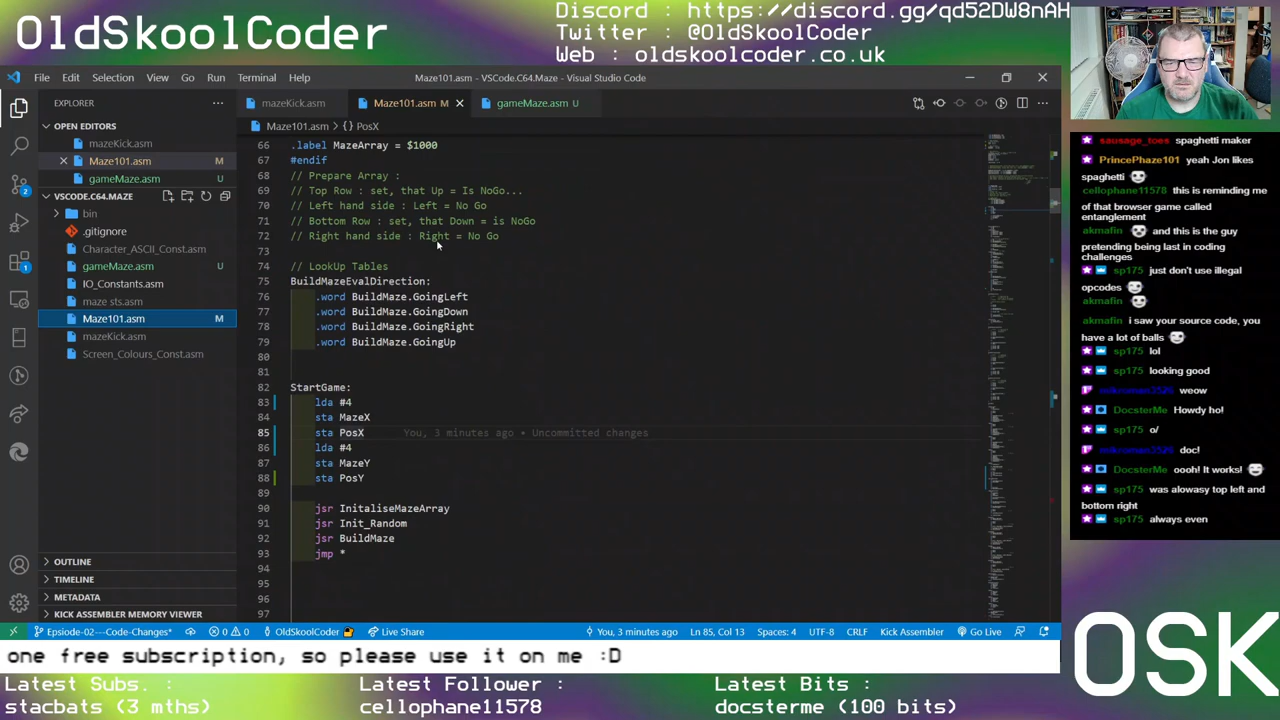 OldSkoolCoder
Discord : https://discord.gg/qd52DW8nAH
Twitter : @OldSkoolCoder
Web : oldskoolcoder.co.uk
File Edit Selection View Go Run Terminal Help
Maze101.asm - VSCode.C64.Maze - Visual Studio Code
EXPLORER
mazeKick.asm
Maze101.asm M
gameMaze.asm U
OPEN EDITORS
mazeKick.asm
Maze101.asm M
gameMaze.asm U
VSCODE.C64.MAZE
bin
.gitignore
Character_ASCII_Const.asm
gameMaze.asm U
IO_Constants.asm
maze sts.asm
Maze101.asm M
mazeKick.asm
Screen_Colours_Const.asm
OUTLINE
TIMELINE
METADATA
KICK ASSEMBLER MEMORY VIEWER
Maze101.asm > {} PosX
66 .label MazeArray =
67 #endif
68 // Prepare Array :
69 // Top Row : set, that Up = Is NoGo...
70 // Left hand side : Left = No Go
71 // Bottom Row : set, that Down = is NoGo
72 // Right hand side : Right = No Go
73
74 // LookUp Tables
75 BuildMazeEvalDirection:
76 .word BuildMaze.GoingLeft
77 .word BuildMaze.GoingDown
78 .word BuildMaze.GoingRight
79 .word BuildMaze.GoingUp
80
81
82 StartGame:
83 lda #4
84 sta MazeX
85 sta PosX You, 3 minutes ago • Uncommitted changes
86 lda #4
87 sta MazeY
88 sta PosY
89
90 jsr InitialiseMazeArray
91 jsr Init_Random
92 jsr BuildMaze
93 jmp *
94
95
96
97
Epsiode-02---Code-Changes* 0 0 OldSkoolCoder Live Share You, 3 minutes ago Ln 85, Col 13 Spaces: 4 UTF-8 CRLF Kick Assembler Go Live
sausage_toes spaghetti maker
PrincePhaze101 yeah Jon likes
spaghetti
cellophane11578 this is reminding me
of that browser game called
entanglement
akmafin and this is the guy
pretending being last in coding
challenges
sp175 just don't use illegal
opcodes
akmafin
akmafin i saw your source code, you
have a lot of balls
sp175 lol
sp175 looking good
weow
DocsterMe Howdy ho!
sp175 o/
doc!
DocsterMe oooh! It works!
sp175 was alowasy top left and
bottom right
sp175 always even
OSK
one free subscription, so please use it on me :D
Latest Subs. :
stacbats (3 mths)
Latest Follower :
cellophane11578
Latest Bits :
docsterme (100 bits)